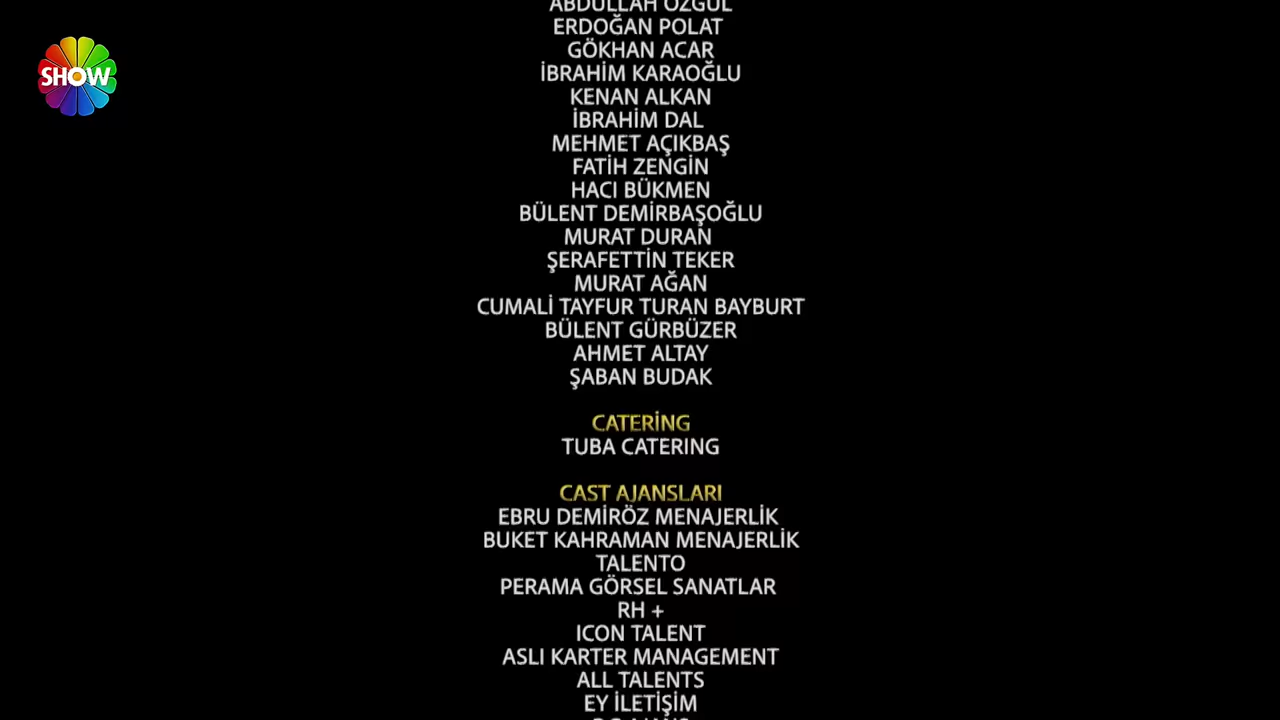 SHOW
ABDULLAH ÖZGÜL
ERDOĞAN POLAT
GÖKHAN ACAR
İBRAHİM KARAOĞLU
KENAN ALKAN
İBRAHİM DAL
MEHMET AÇIKBAŞ
FATİH ZENGİN
HACI BÜKMEN
BÜLENT DEMİRBAŞOĞLU
MURAT DURAN
ŞERAFETTİN TEKER
MURAT AĞAN
CUMALİ TAYFUR TURAN BAYBURT
BÜLENT GÜRBÜZER
AHMET ALTAY
ŞABAN BUDAK
CATERİNG
TUBA CATERING
CAST AJANSLARI
EBRU DEMİRÖZ MENAJERLİK
BUKET KAHRAMAN MENAJERLİK
TALENTO
PERAMA GÖRSEL SANATLAR
RH +
ICON TALENT
ASLI KARTER MANAGEMENT
ALL TALENTS
EY İLETİŞİM